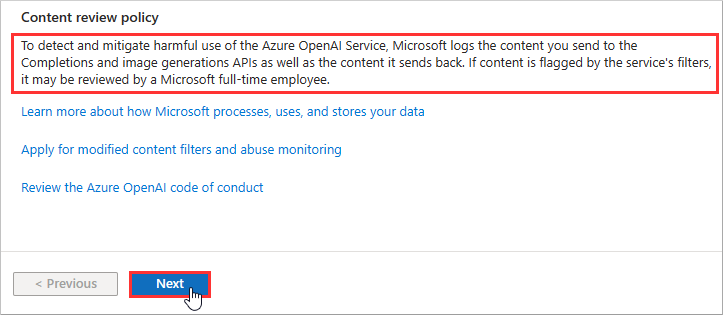 Content review policy
To detect and mitigate harmful use of the Azure OpenAI Service, Microsoft logs the content you send to the
Completions and image generations APIs as well as the content it sends back. If content is flagged by the service's filters,
it may be reviewed by a Microsoft full-time employee.
Learn more about how Microsoft processes, uses, and stores your data
Apply for modified content filters and abuse monitoring
Review the Azure OpenAI code of conduct
< Previous
Next